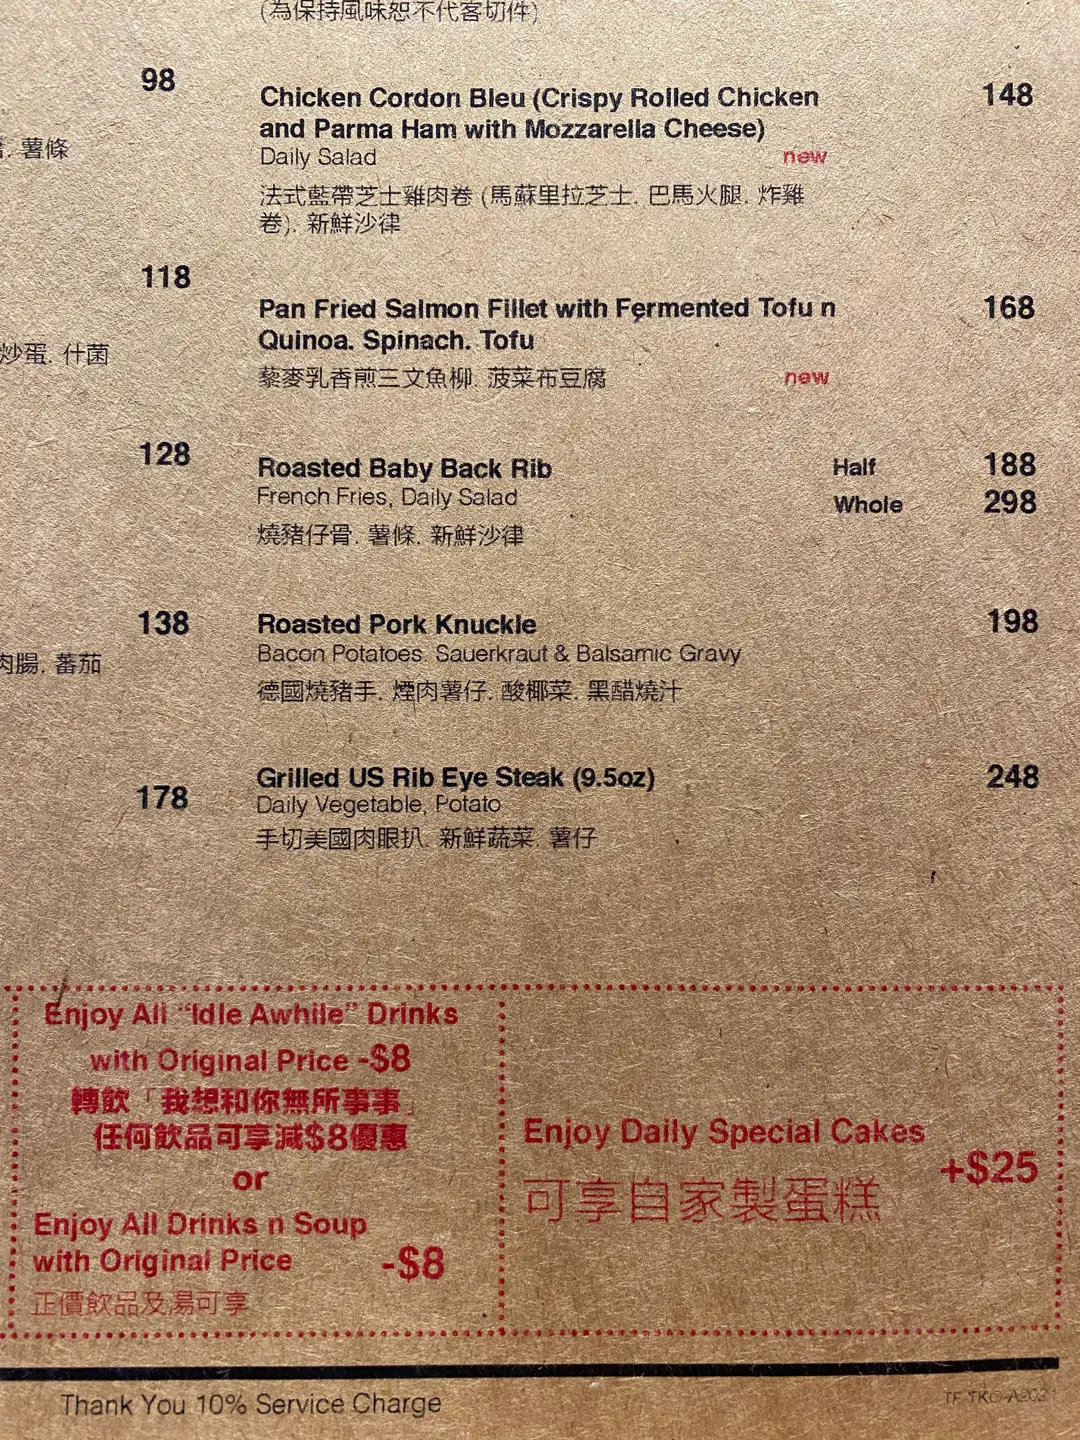 (為保持風味恕不代客切件)
98
Chicken Cordon Bleu (Crispy Rolled Chicken 148
and Parma Ham with Mozzarella Cheese)
Daily Salad new
薯條
法式藍帶芝士雞肉卷 (馬蘇里拉芝士. 巴馬火腿. 炸雞
卷). 新鮮沙律
118
Pan Fried Salmon Fillet with Fermented Tofu n 168
Quinoa. Spinach. Tofu
炒蛋. 什菌
藜麥乳香煎三文魚柳. 菠菜布豆腐 new
128
Roasted Baby Back Rib Half 188
French Fries, Daily Salad Whole 298
燒豬仔骨. 薯條. 新鮮沙律
138
Roasted Pork Knuckle 198
Bacon Potatoes. Sauerkraut & Balsamic Gravy
肉腸. 蕃茄
德國燒豬手. 煙肉薯仔. 酸椰菜. 黑醋燒汁
178
Grilled US Rib Eye Steak (9.5oz) 248
Daily Vegetable, Potato
手切美國肉眼扒. 新鮮蔬菜. 薯仔
Enjoy All “Idle Awhile” Drinks
with Original Price -$8
轉飲「我想和你無所事事」
任何飲品可享減$8優惠
or
Enjoy All Drinks n Soup
with Original Price -$8
正價飲品及湯可享
Enjoy Daily Special Cakes
+$25
可享自家製蛋糕
Thank You 10% Service Charge